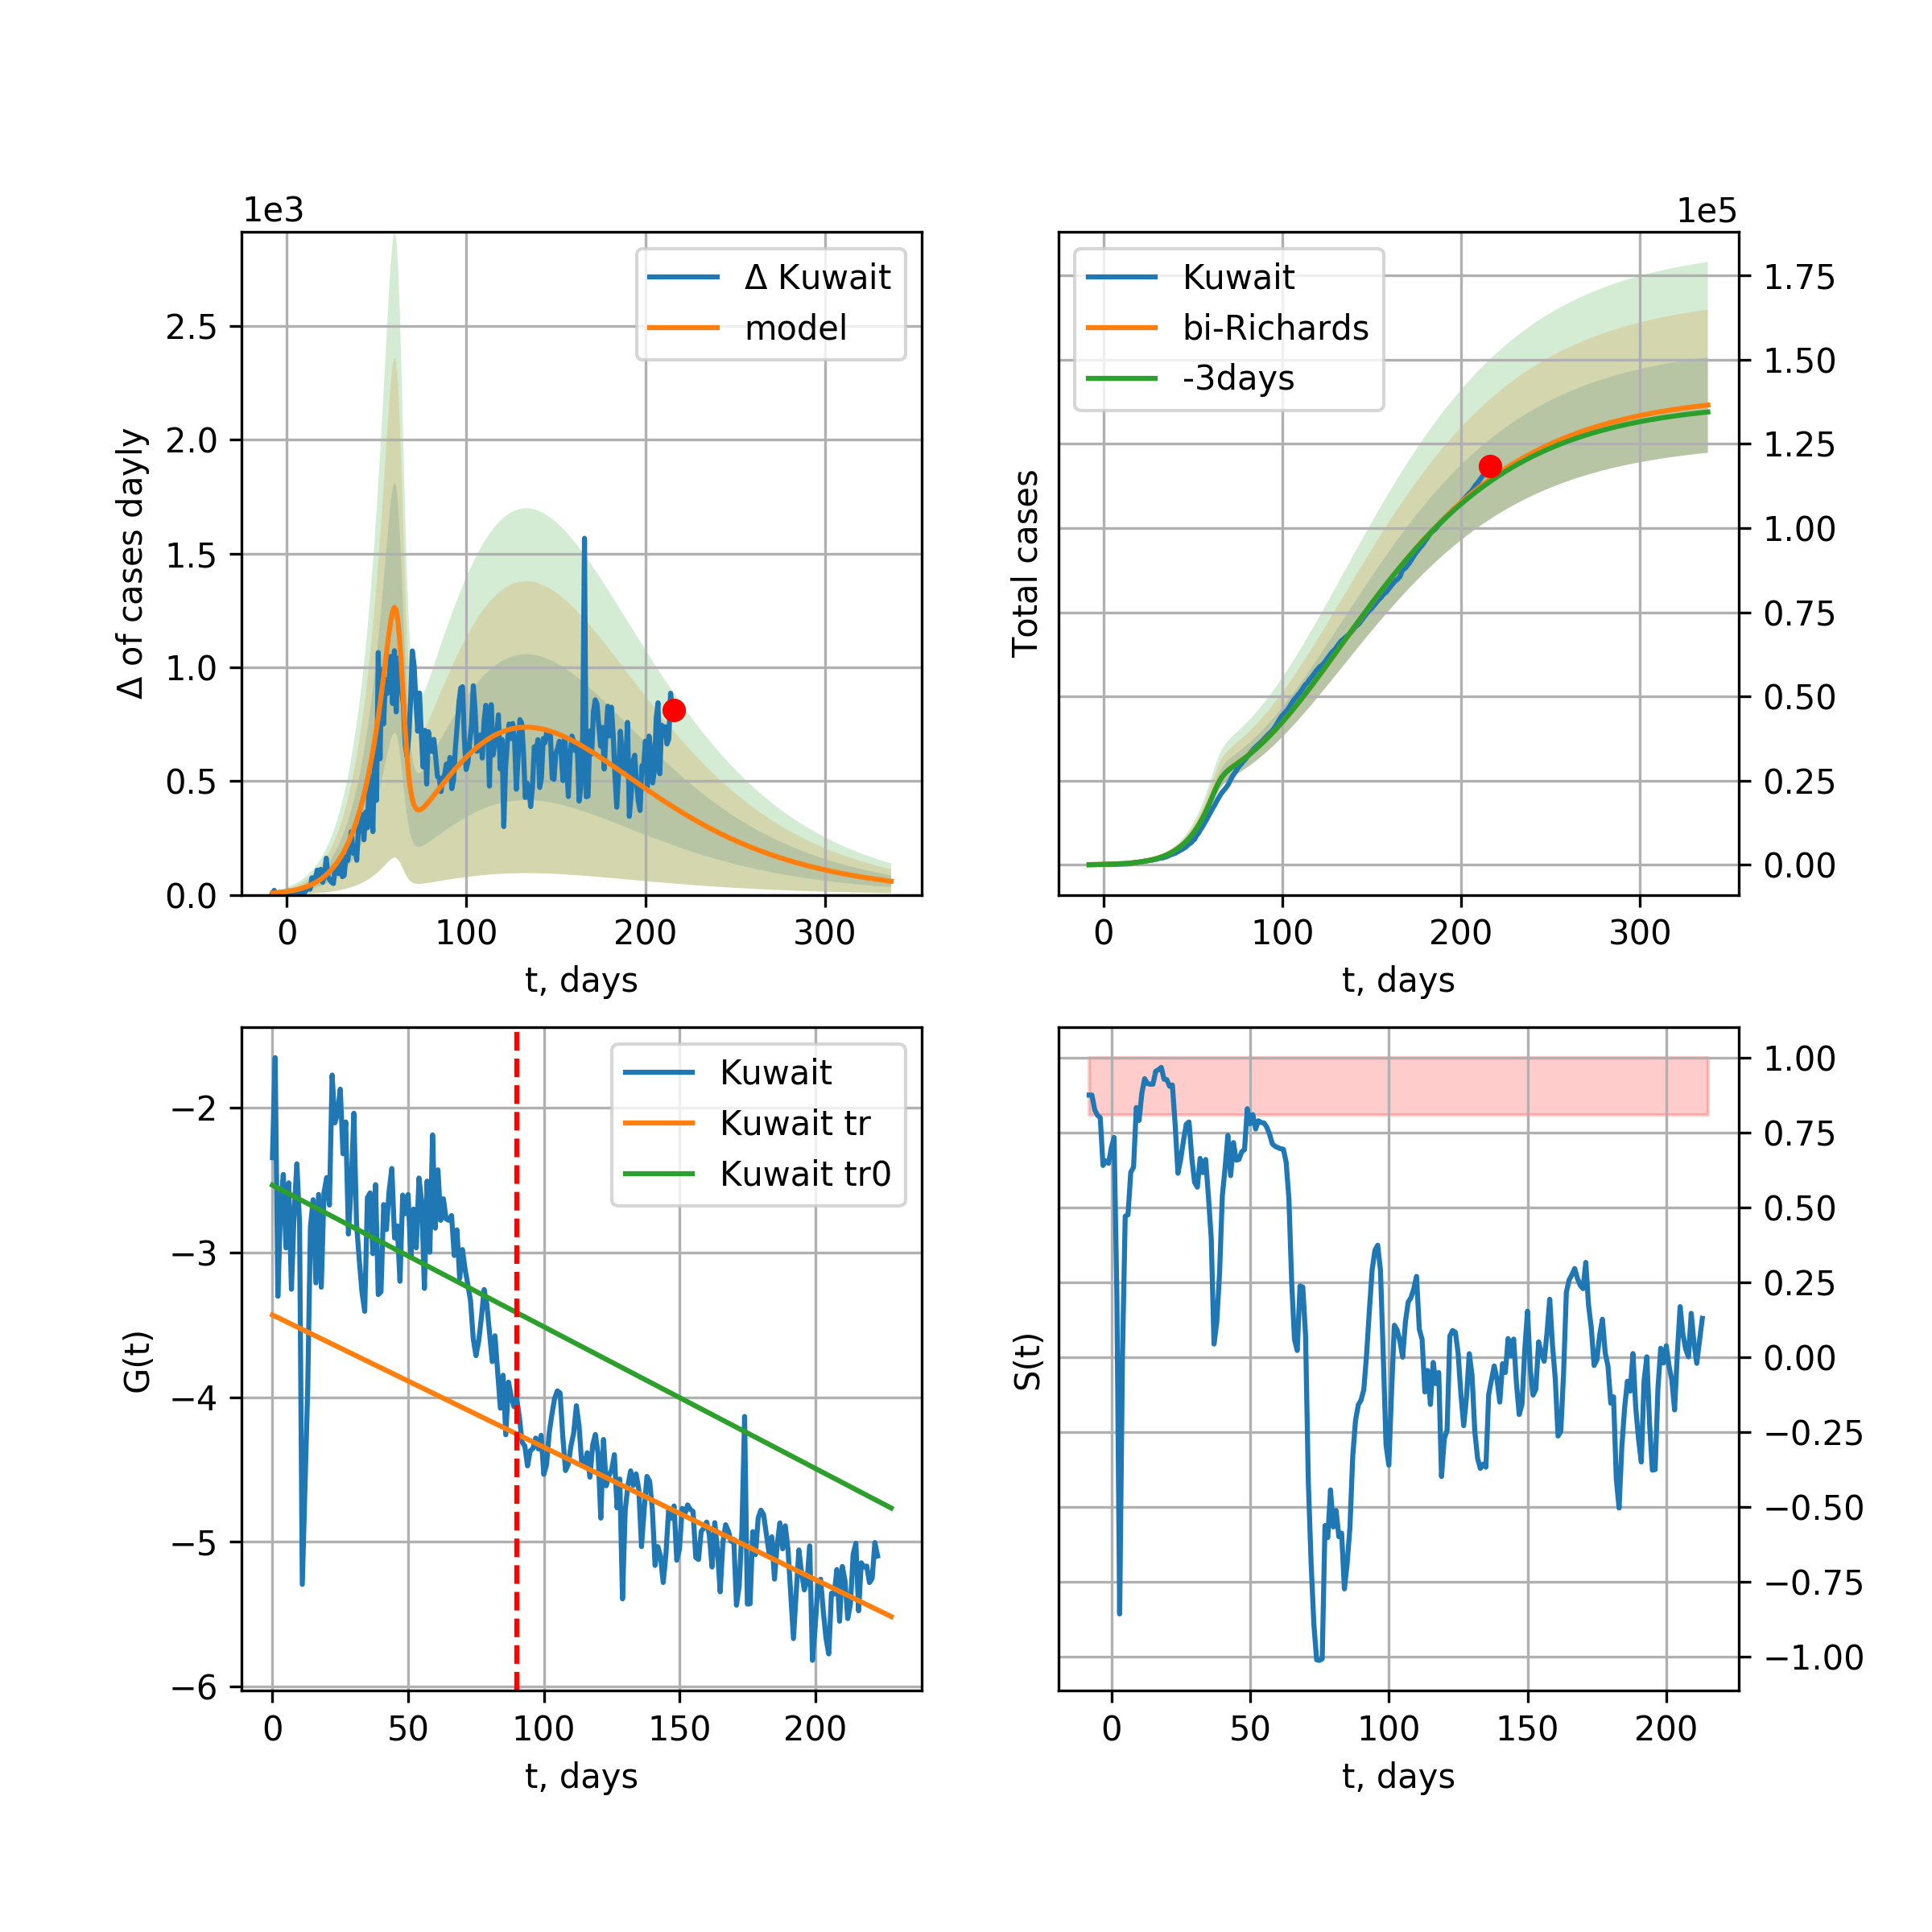 1e3
Δ of cases dayly
2.5
2.0
1.5
1.0
0.5
0.0
0 100 200 300
t, days
Δ Kuwait
model
1e5
Total cases
Kuwait
bi-Richards
-3days
1.75
1.50
1.25
1.00
0.75
0.50
0.25
0.00
0 100 200 300
t, days
G(t)
−2
−3
−4
−5
−6
0 50 100 150 200
t, days
Kuwait
Kuwait tr
Kuwait tr0
S(t)
1.00
0.75
0.50
0.25
0.00
−0.25
−0.50
−0.75
−1.00
0 50 100 150 200
t, days